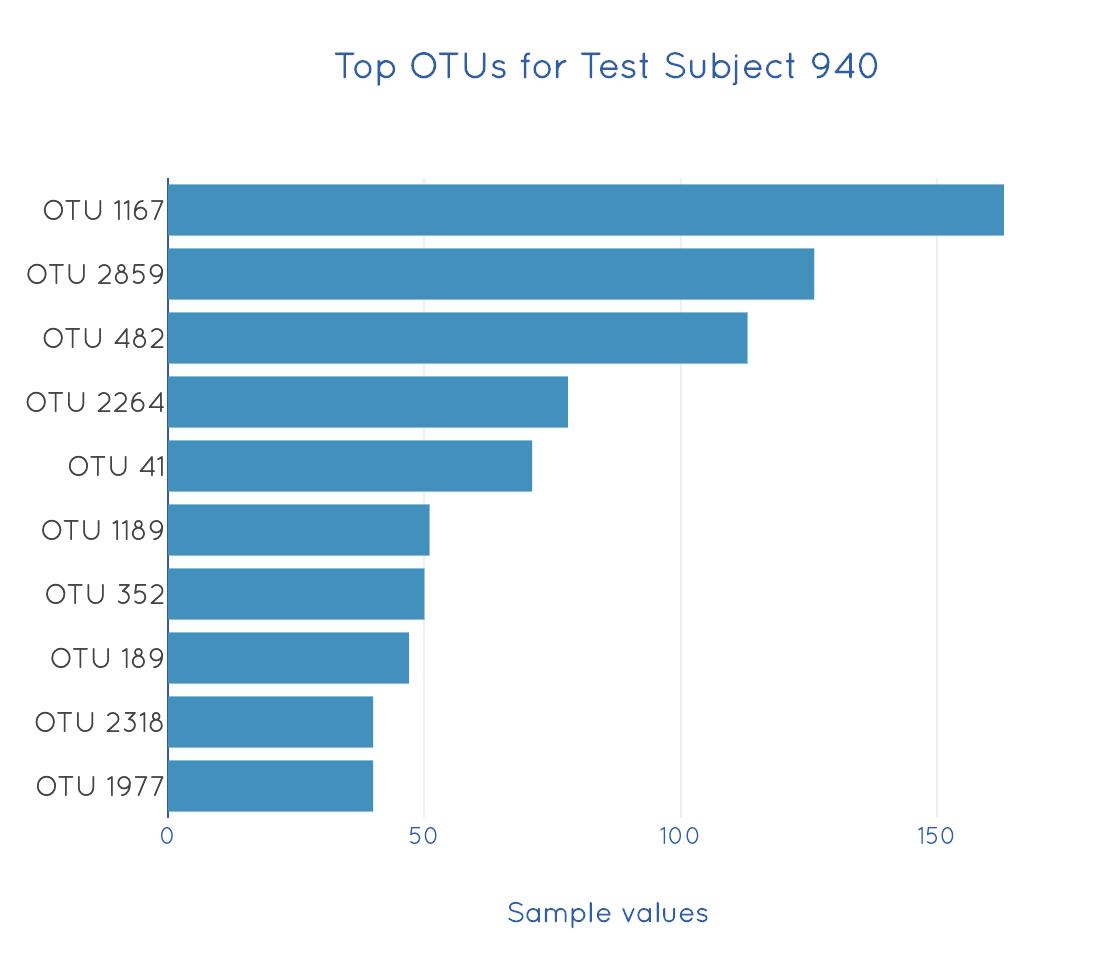 Top OTUs for Test Subject 940
OTU 1167
OTU 2859
OTU 482
OTU 2264
OTU 41
OTU 1189
OTU 352
OTU 189
OTU 2318
OTU 1977
0 50 100 150
Sample values